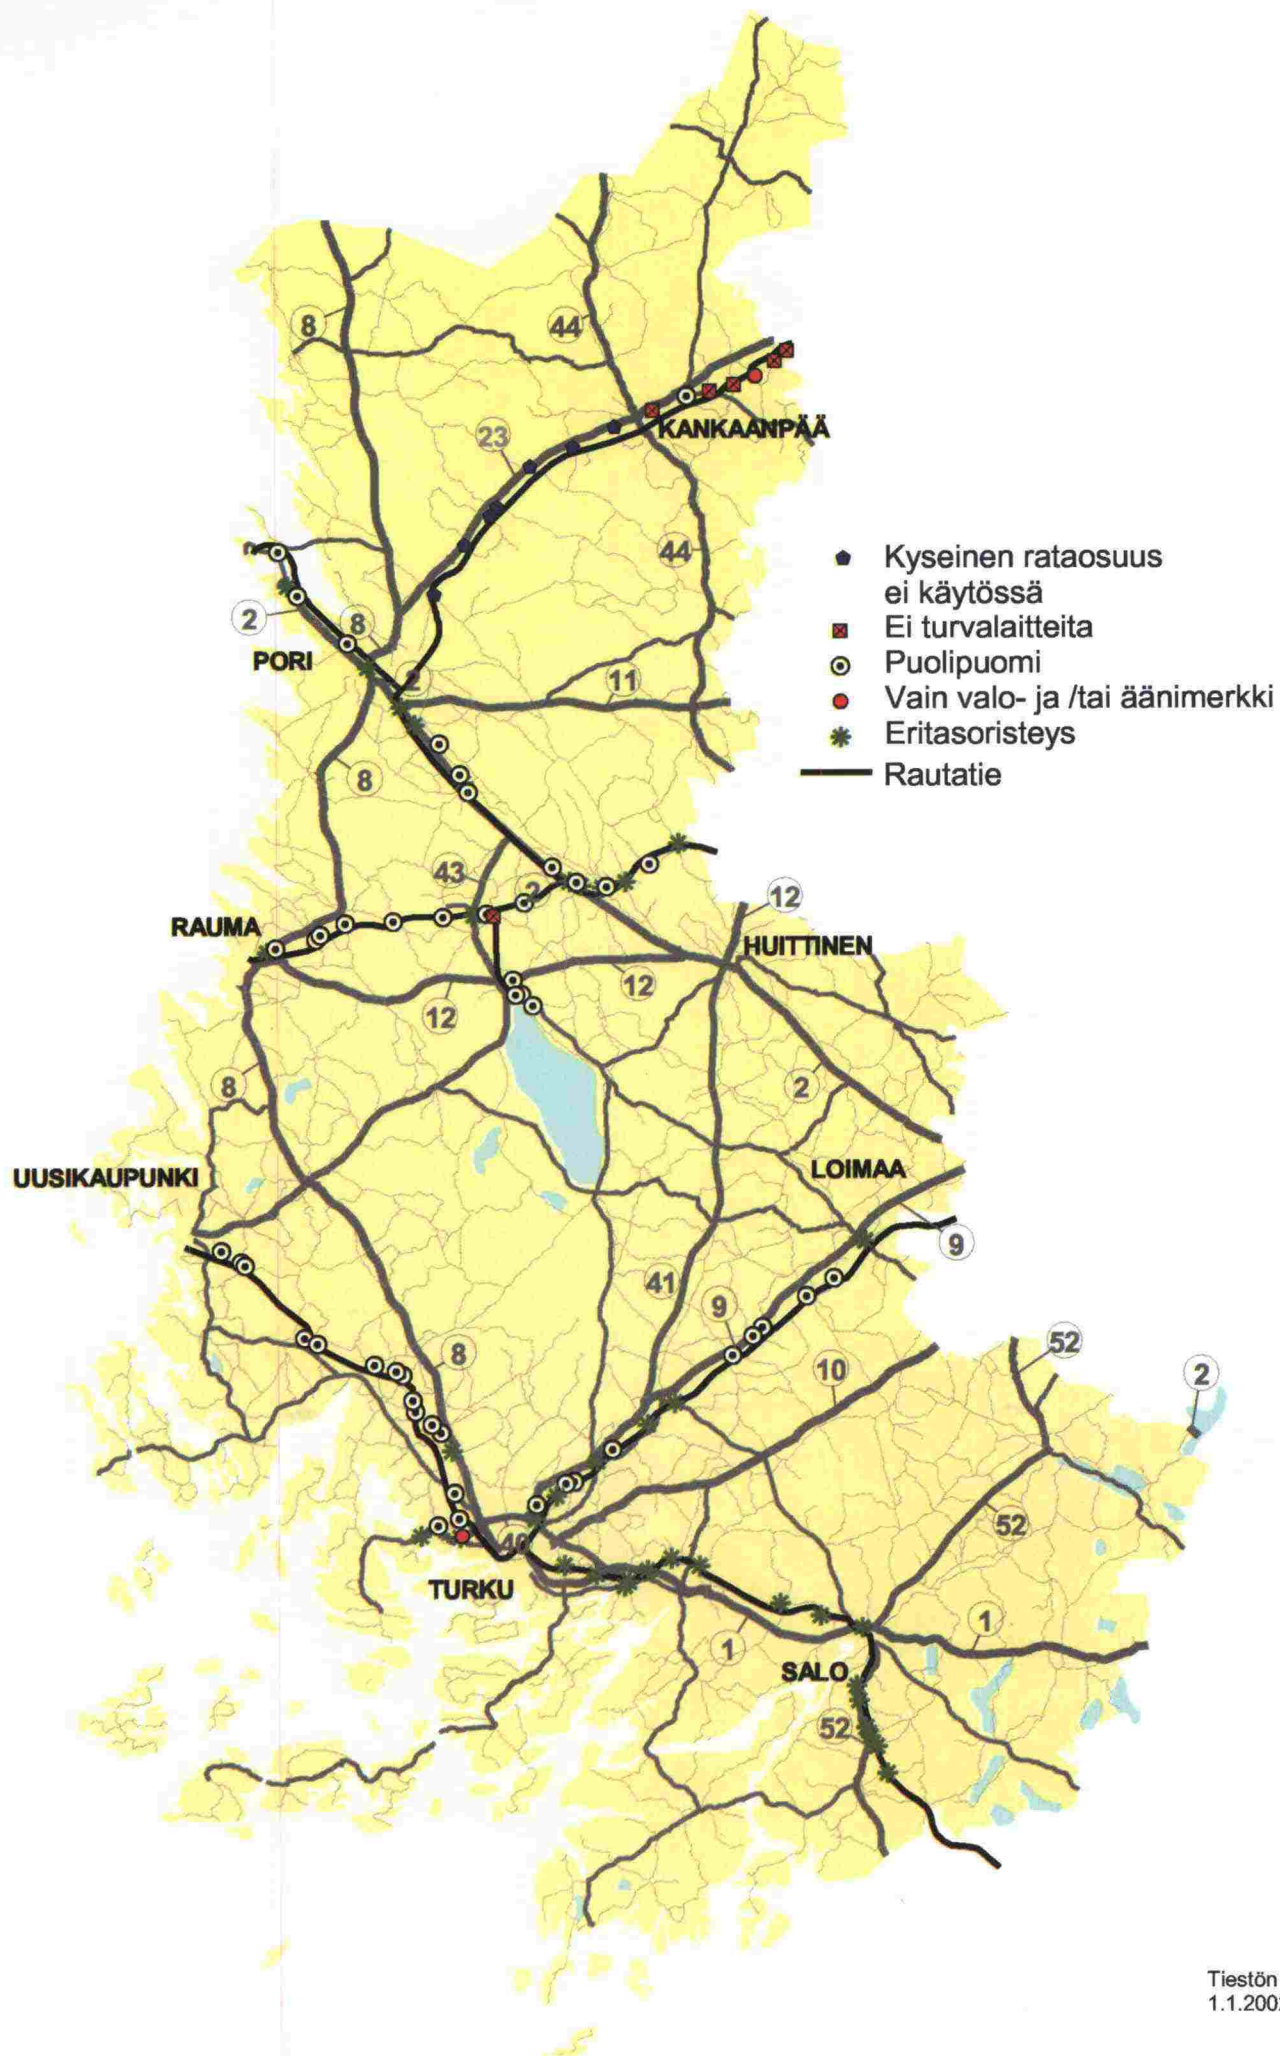 8
44
KANKAANPÄÄ
23
44
Kyseinen rataosuus
ei käytössä
Ei turvalaitteita
Puolipuomi
Vain valo- ja /tai äänimerkki
Eritasoristeys
Rautatie
2
8
PORI
2
11
8
43
2
12
RAUMA
HUITTINEN
12
12
8
2
UUSIKAUPUNKI
LOIMAA
9
41
9
8
10
52
2
52
40
TURKU
1
1
SALO
52
Tiestön